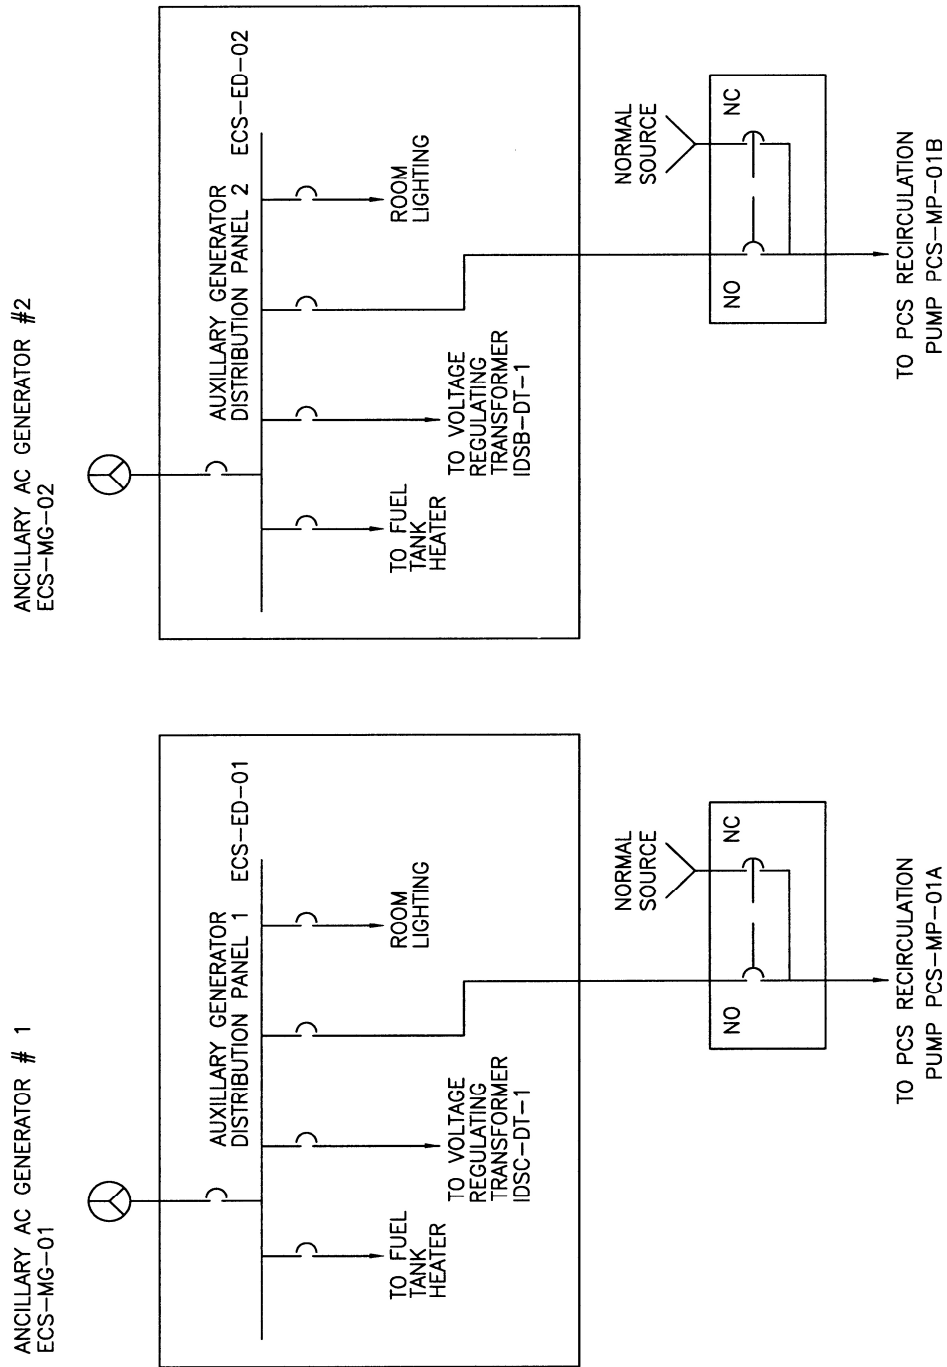 ANCILLARY AC GENERATOR # 1
ECS-MG-01
AUXILLARY GENERATOR
DISTRIBUTION PANEL 1
ECS-ED-01
TO FUEL
TANK
HEATER
TO VOLTAGE
REGULATING
TRANSFORMER
IDSC-DT-1
ROOM
LIGHTING
NORMAL
SOURCE
NO
NC
TO PCS RECIRCULATION
PUMP PCS-MP-01A
ANCILLARY AC GENERATOR #2
ECS-MG-02
AUXILLARY GENERATOR
DISTRIBUTION PANEL 2
ECS-ED-02
TO FUEL
TANK
HEATER
TO VOLTAGE
REGULATING
TRANSFORMER
IDSB-DT-1
ROOM
LIGHTING
NORMAL
SOURCE
NO
NC
TO PCS RECIRCULATION
PUMP PCS-MP-01B